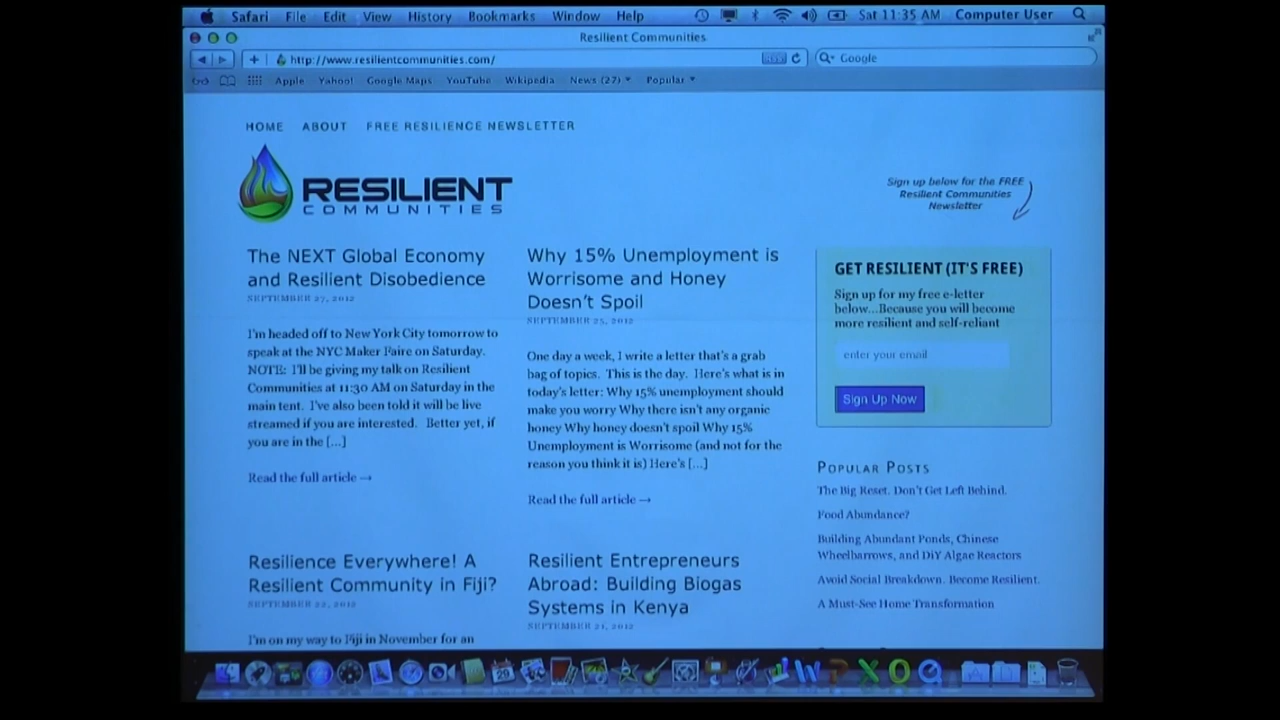 Safari File Edit View History Bookmarks Window Help Sat 11:35 AM Computer User
Resilient Communities
http://www.resilientcommunities.com/
Google
Apple Yahoo! Google Maps YouTube Wikipedia News (27) Popular
HOME ABOUT FREE RESILIENCE NEWSLETTER
RESILIENT
COMMUNITIES
Sign up below for the FREE
Resilient Communities
Newsletter
The NEXT Global Economy
and Resilient Disobedience
SEPTEMBER 27, 2012
I'm headed off to New York City tomorrow to
speak at the NYC Maker Faire on Saturday.
NOTE: I'll be giving my talk on Resilient
Communities at 11:30 AM on Saturday in the
main tent. I've also been told it will be live
streamed if you are interested. Better yet, if
you are in the [...]
Read the full article →
Why 15% Unemployment is
Worrisome and Honey
Doesn't Spoil
SEPTEMBER 25, 2012
One day a week, I write a letter that's a grab
bag of topics. This is the day. Here's what is in
today's letter: Why 15% unemployment should
make you worry Why there isn't any organic
honey Why honey doesn't spoil Why 15%
Unemployment is Worrisome (and not for the
reason you think it is) Here's [...]
Read the full article →
GET RESILIENT (IT'S FREE)
Sign up for my free e-letter
below...Because you will become
more resilient and self-reliant
enter your email
Sign Up Now
POPULAR POSTS
The Big Reset. Don't Get Left Behind.
Food Abundance?
Building Abundant Ponds, Chinese
Wheelbarrows, and DiY Algae Reactors
Avoid Social Breakdown. Become Resilient.
A Must-See Home Transformation
Resilience Everywhere! A
Resilient Community in Fiji?
SEPTEMBER 22, 2012
I'm on my way to Fiji in November for an
Resilient Entrepreneurs
Abroad: Building Biogas
Systems in Kenya
SEPTEMBER 21, 2012